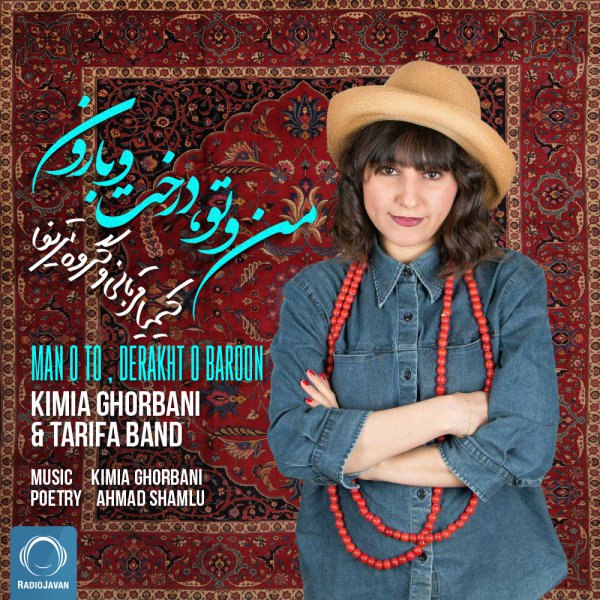 من و تو، درخت و بارون
کیمیا قربانی و گروه تریفا
MAN O TO , DERAKHT O BAROON
KIMIA GHORBANI
& TARIFA BAND
MUSIC KIMIA GHORBANI
POETRY AHMAD SHAMLU
RADIOJAVAN